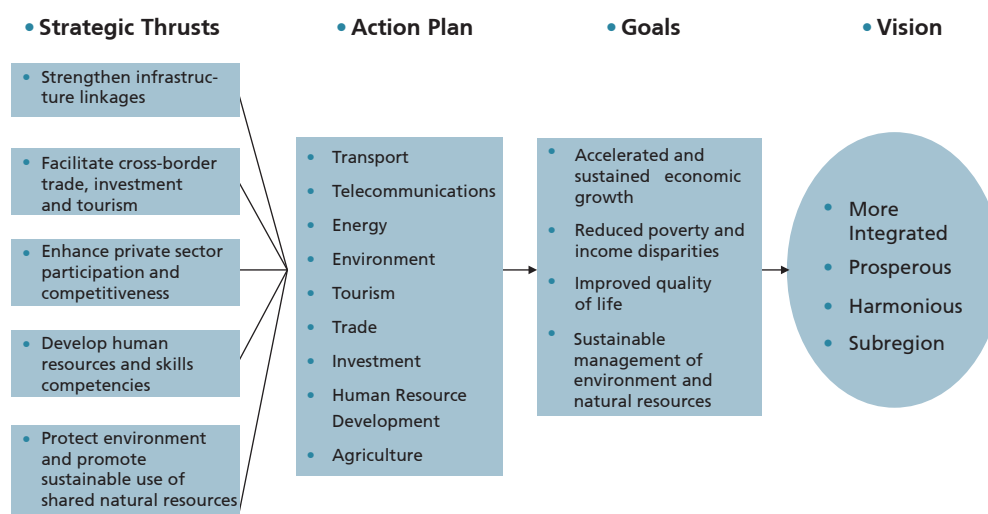 • Strategic Thrusts
• Strengthen infrastruc-
ture linkages
• Facilitate cross-border
trade, investment
and tourism
• Enhance private sector
participation and
competitiveness
• Develop human
resources and skills
competencies
• Protect environment
and promote
sustainable use of
shared natural resources
• Action Plan
• Transport
• Telecommunications
• Energy
• Environment
• Tourism
• Trade
• Investment
• Human Resource
Development
• Agriculture
• Goals
• Accelerated and
sustained economic
growth
• Reduced poverty and
income disparities
• Improved quality
of life
• Sustainable
management of
environment and
natural resources
• Vision
• More
Integrated
• Prosperous
• Harmonious
• Subregion